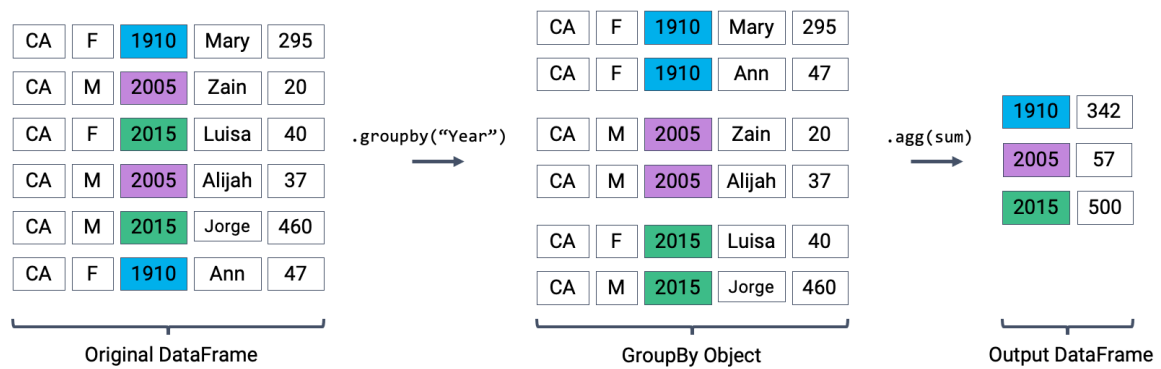 CA F 1910 Mary 295
CA M 2005 Zain 20
CA F 2015 Luisa 40
CA M 2005 Alijah 37
CA M 2015 Jorge 460
CA F 1910 Ann 47
Original DataFrame
.groupby(“Year”)
CA F 1910 Mary 295
CA F 1910 Ann 47
CA M 2005 Zain 20
CA M 2005 Alijah 37
CA F 2015 Luisa 40
CA M 2015 Jorge 460
GroupBy Object
.agg(sum)
1910 342
2005 57
2015 500
Output DataFrame